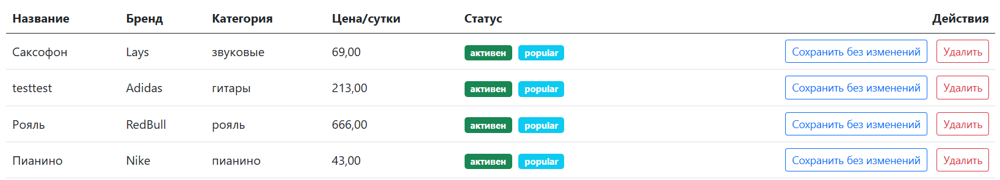 Название Бренд Категория Цена/сутки Статус Действия
Саксофон Lays звуковые 69,00 активен popular Сохранить без изменений Удалить
testtest Adidas гитары 213,00 активен popular Сохранить без изменений Удалить
Рояль RedBull рояль 666,00 активен popular Сохранить без изменений Удалить
Пианино Nike пианино 43,00 активен popular Сохранить без изменений Удалить